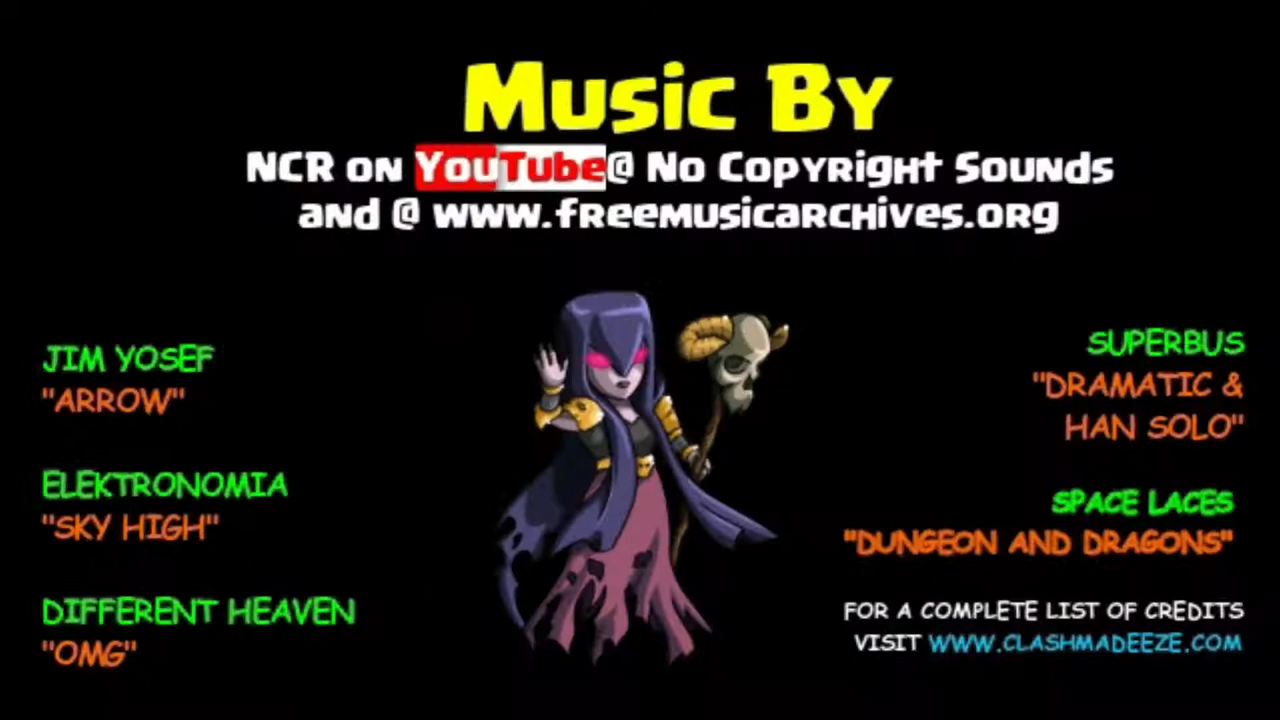 Music By
NCR on YouTube@ No Copyright Sounds
and @ www.freemusicarchives.org
JIM YOSEF
"ARROW"
ELEKTRONOMIA
"SKY HIGH"
DIFFERENT HEAVEN
"OMG"
SUPERBUS
"DRAMATIC &
HAN SOLO"
SPACE LACES
"DUNGEON AND DRAGONS"
FOR A COMPLETE LIST OF CREDITS
VISIT WWW.CLASHMADEEZE.COM